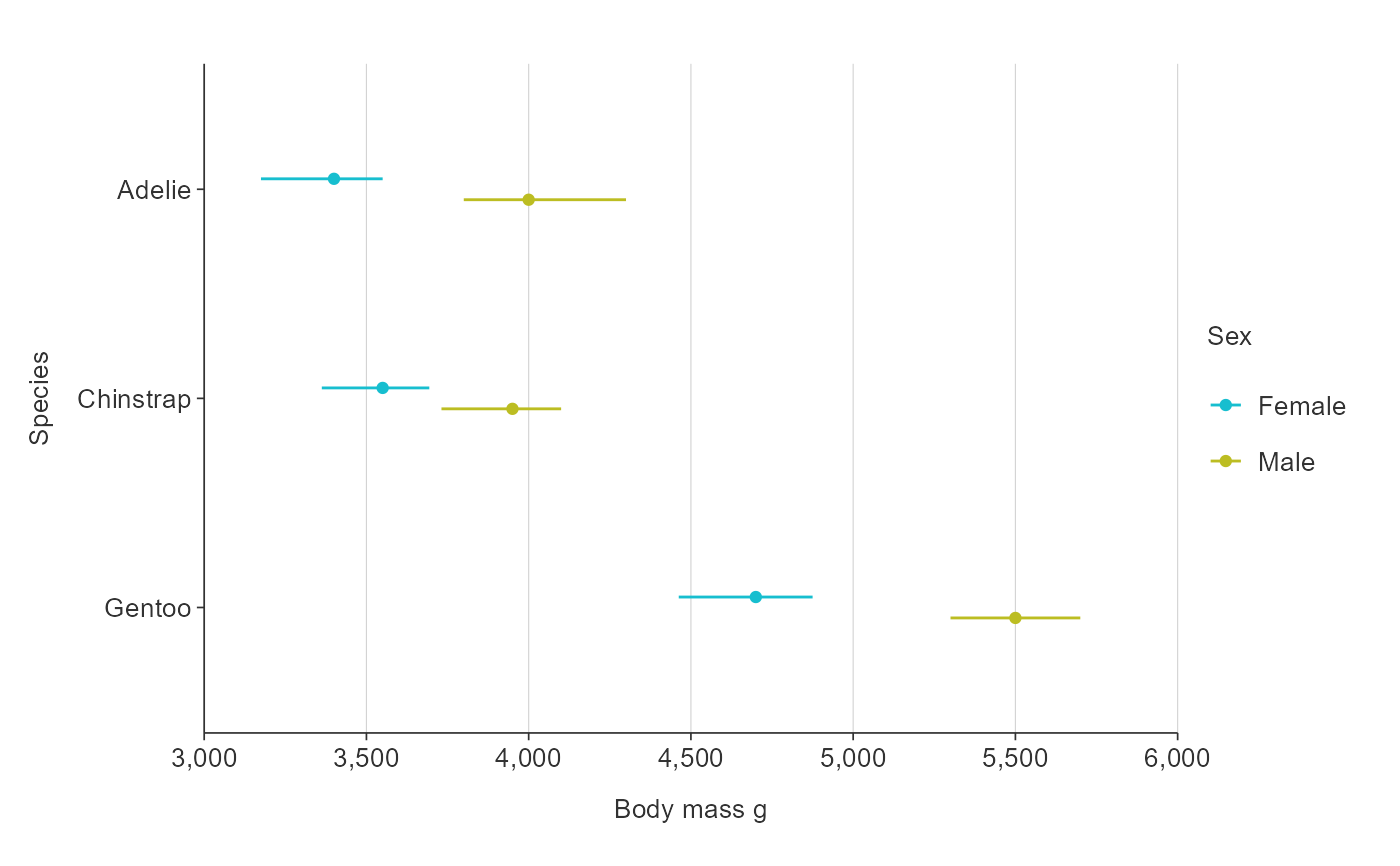 Adelie
Chinstrap
Gentoo
Species
3,000 3,500 4,000 4,500 5,000 5,500 6,000
Body mass g
Sex
Female
Male